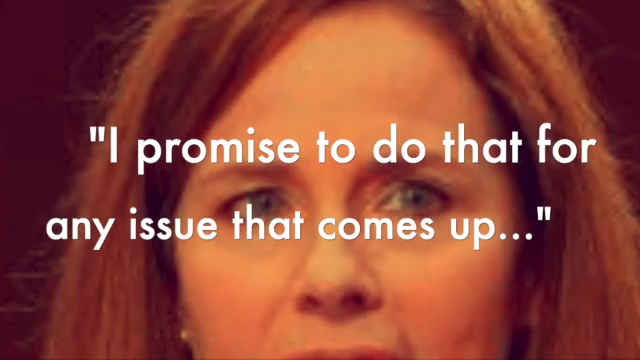 "I promise to do that for
any issue that comes up..."